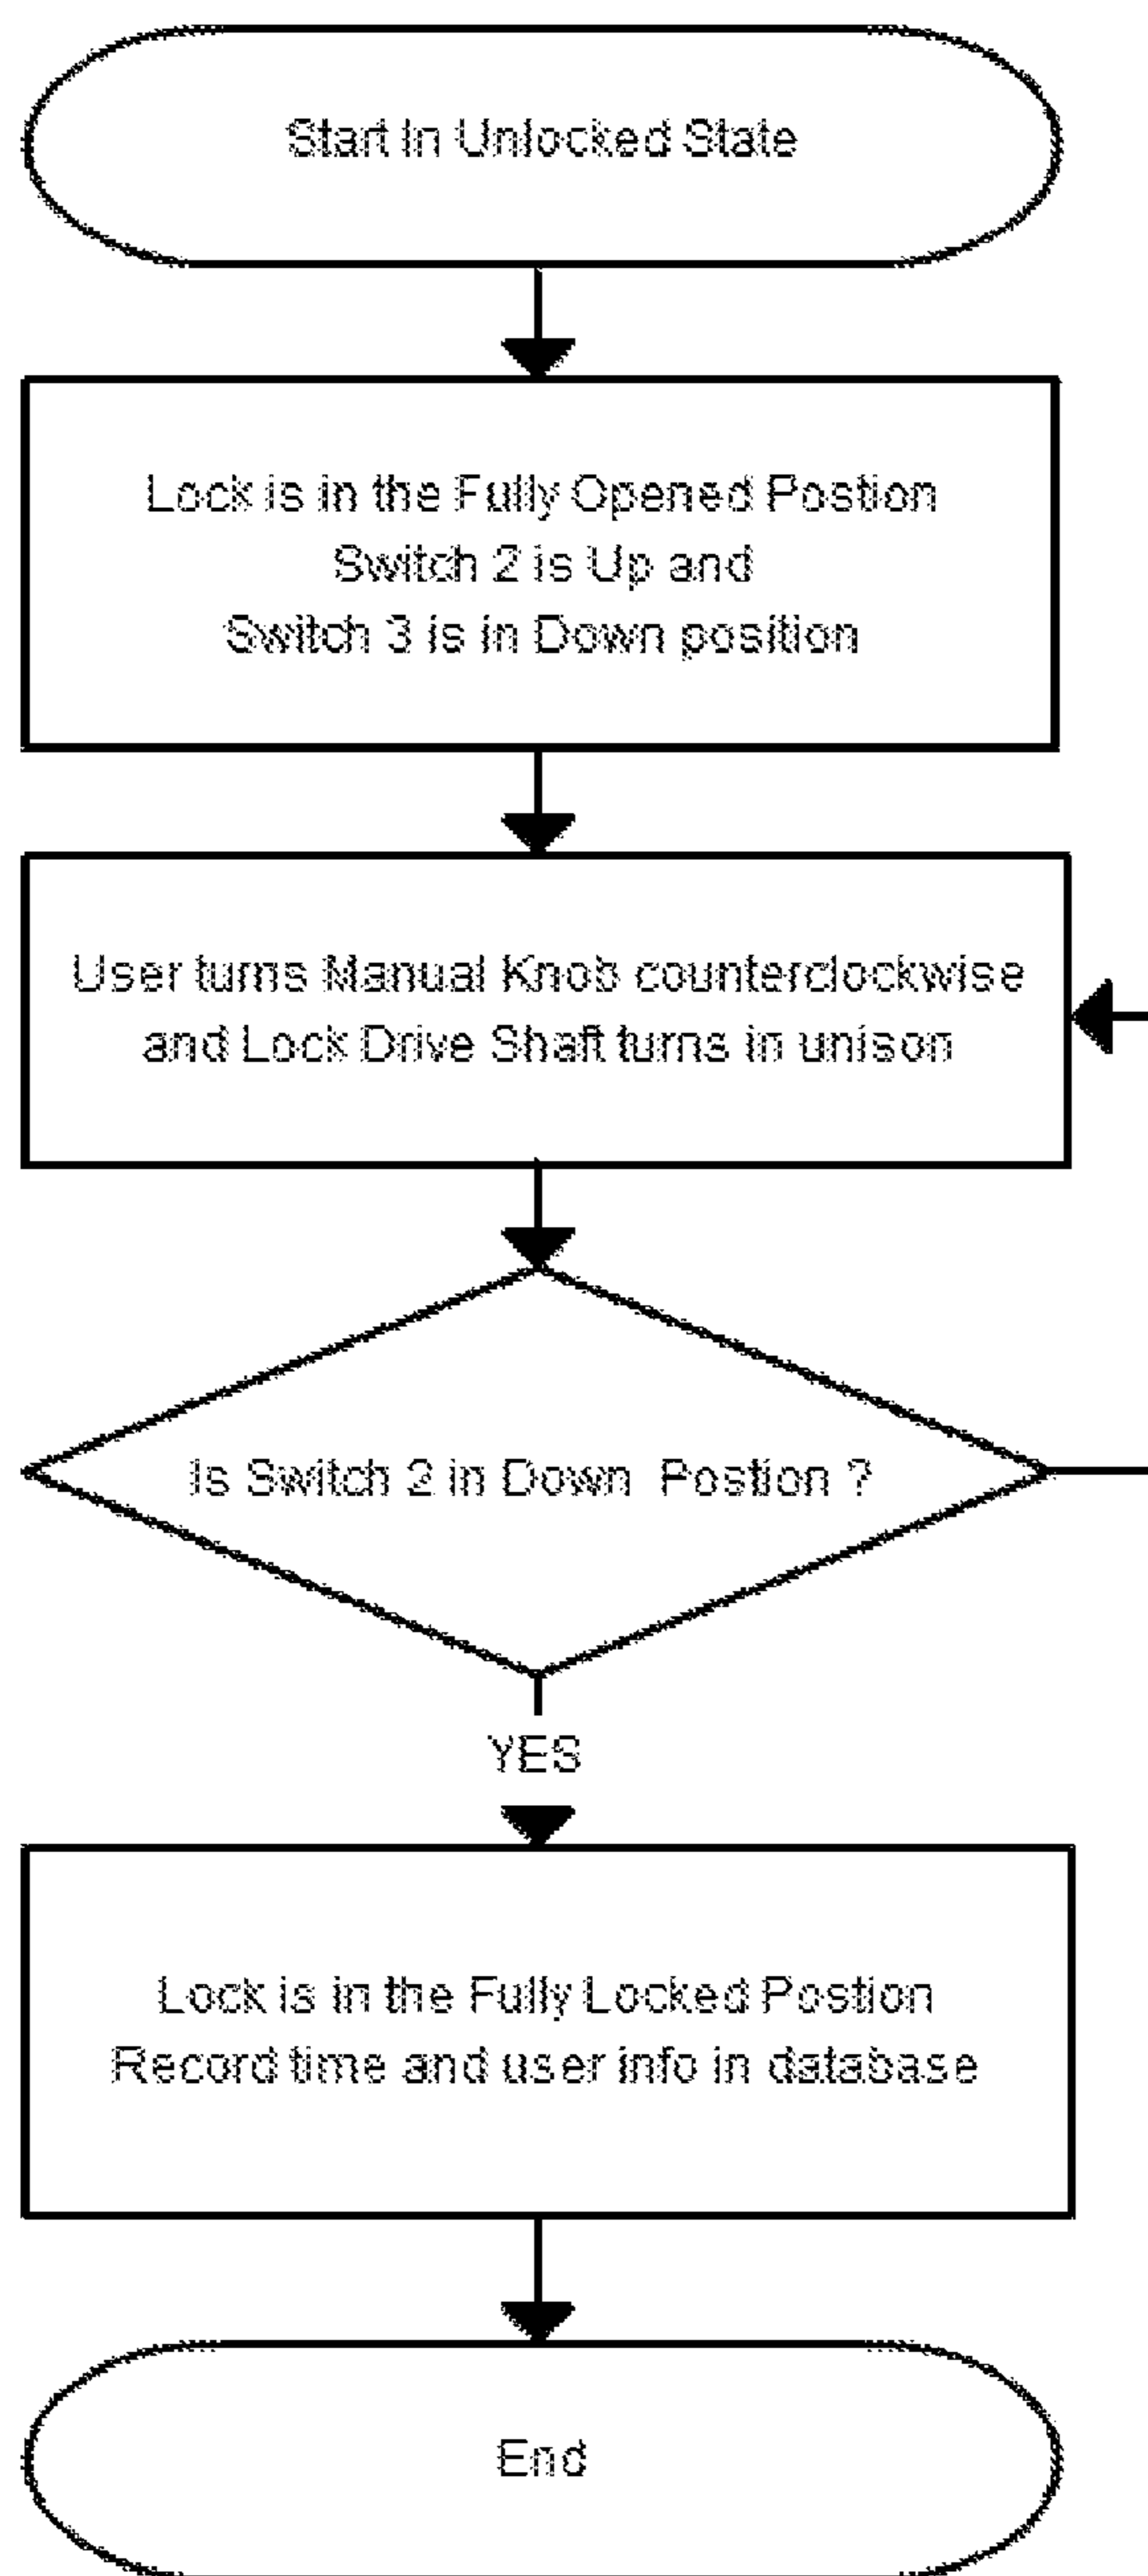 Start In Unlocked State
Lock is in the Fully Opened Postion
Switch 2 is Up and
Switch 3 is in Down position
User turns Manual Knob counterclockwise
and Lock Drive Shaft turns in unison
Is Switch 2 in Down Postion ?
YES
Lock is in the Fully Locked Postion
Record time and user info in database
End